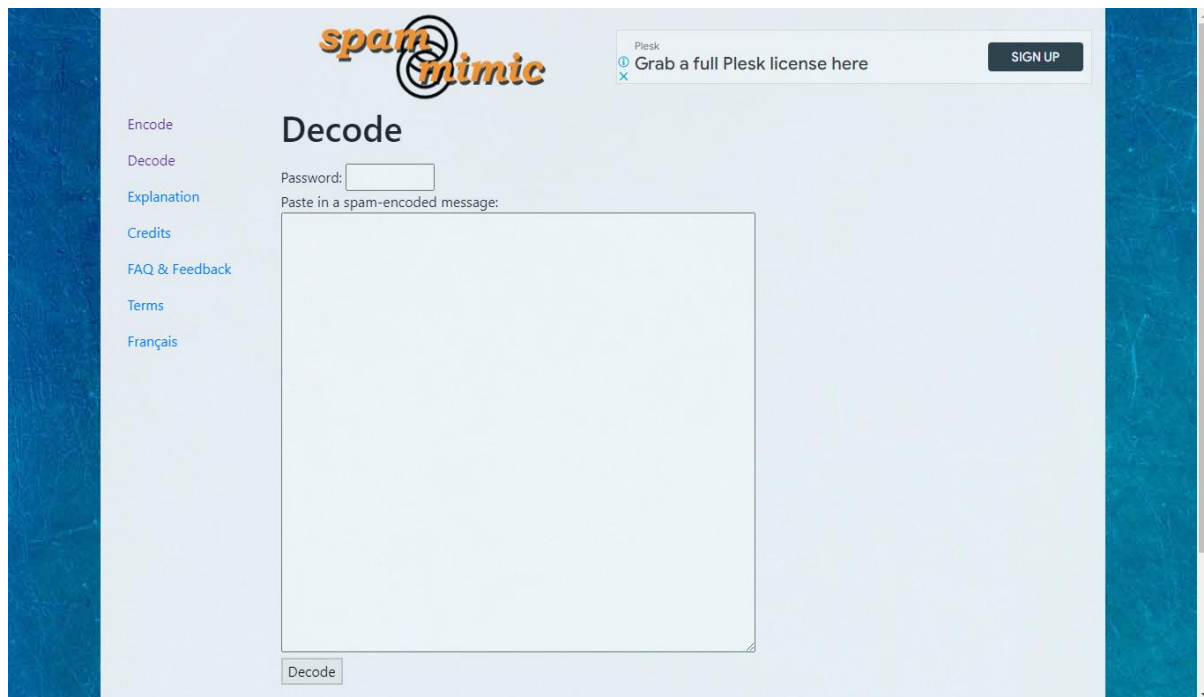 spam
mimic
Plesk
Grab a full Plesk license here
SIGN UP
Encode
Decode
Explanation
Credits
FAQ & Feedback
Terms
Français
Decode
Password:
Paste in a spam-encoded message:
Decode